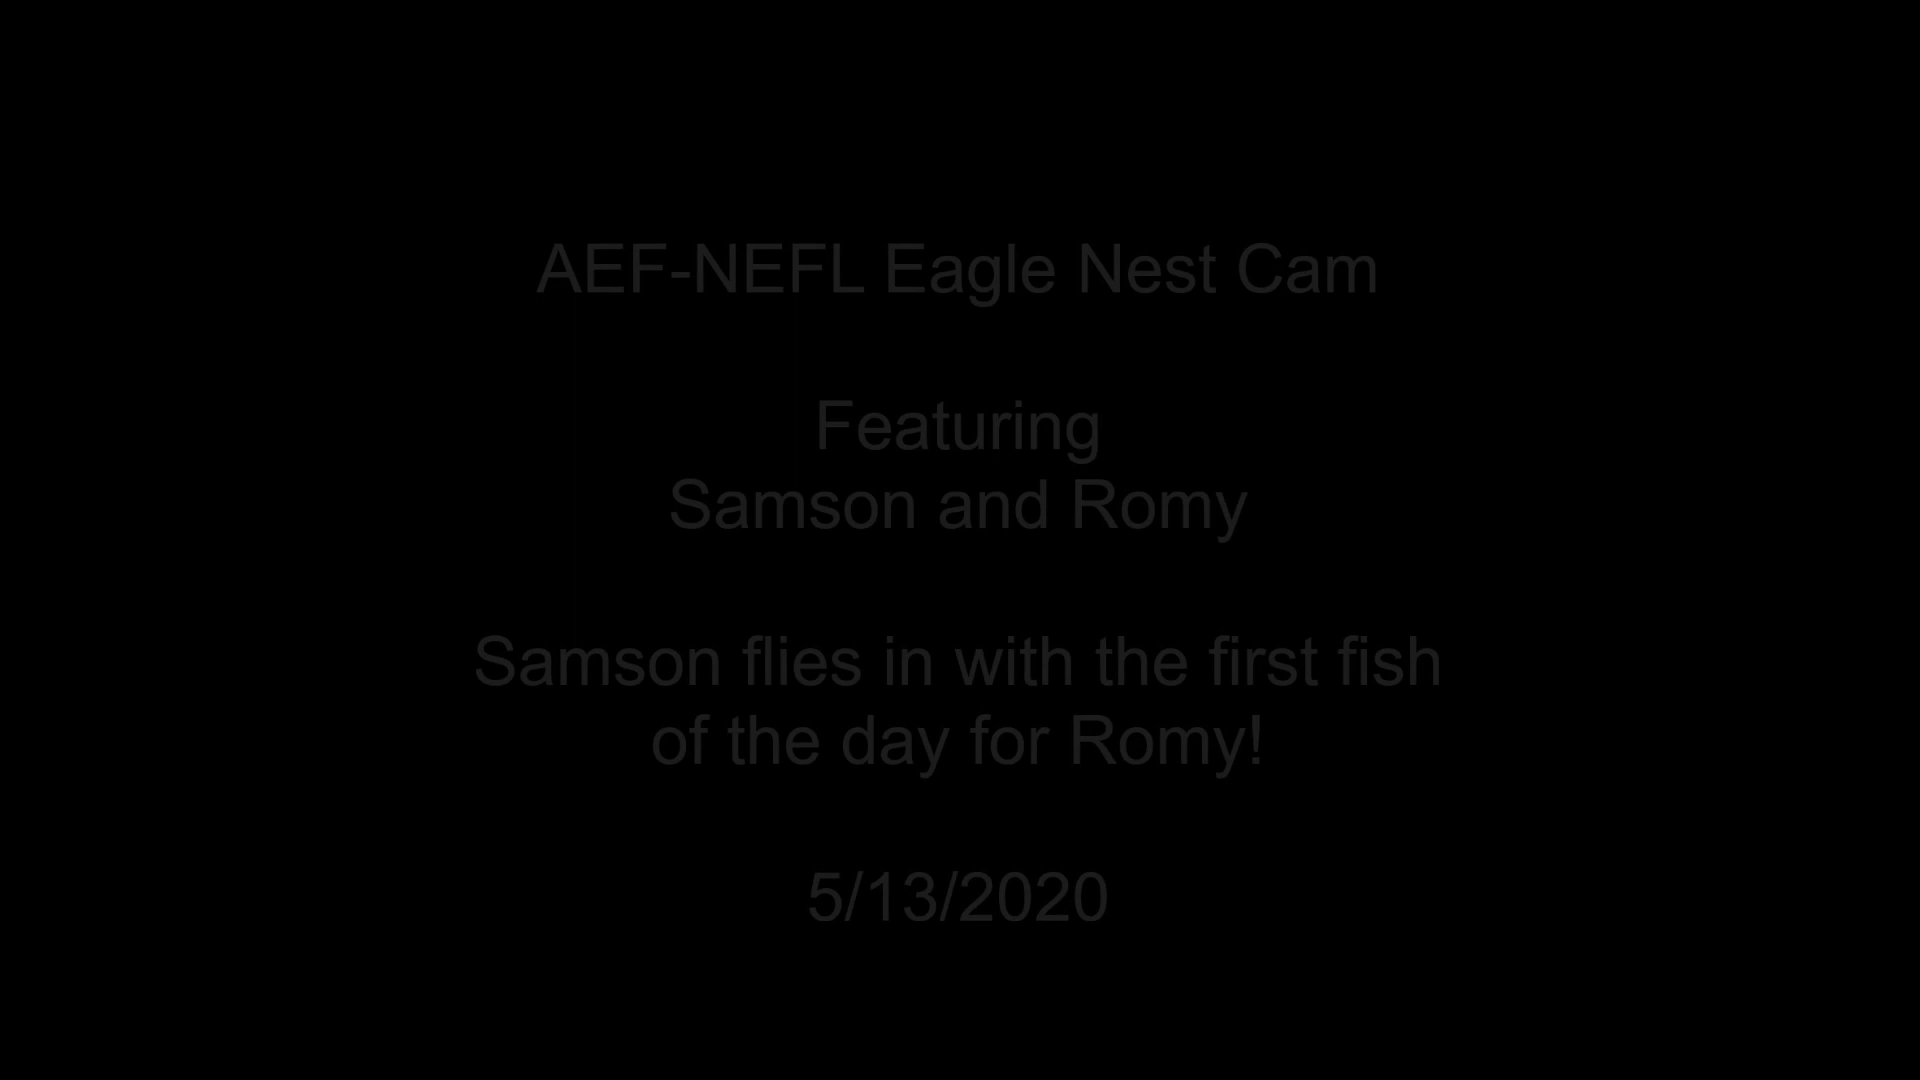 AEF-NEFL Eagle Nest Cam
Featuring
Samson and Romy
Samson flies in with the first fish
of the day for Romy!
5/13/2020